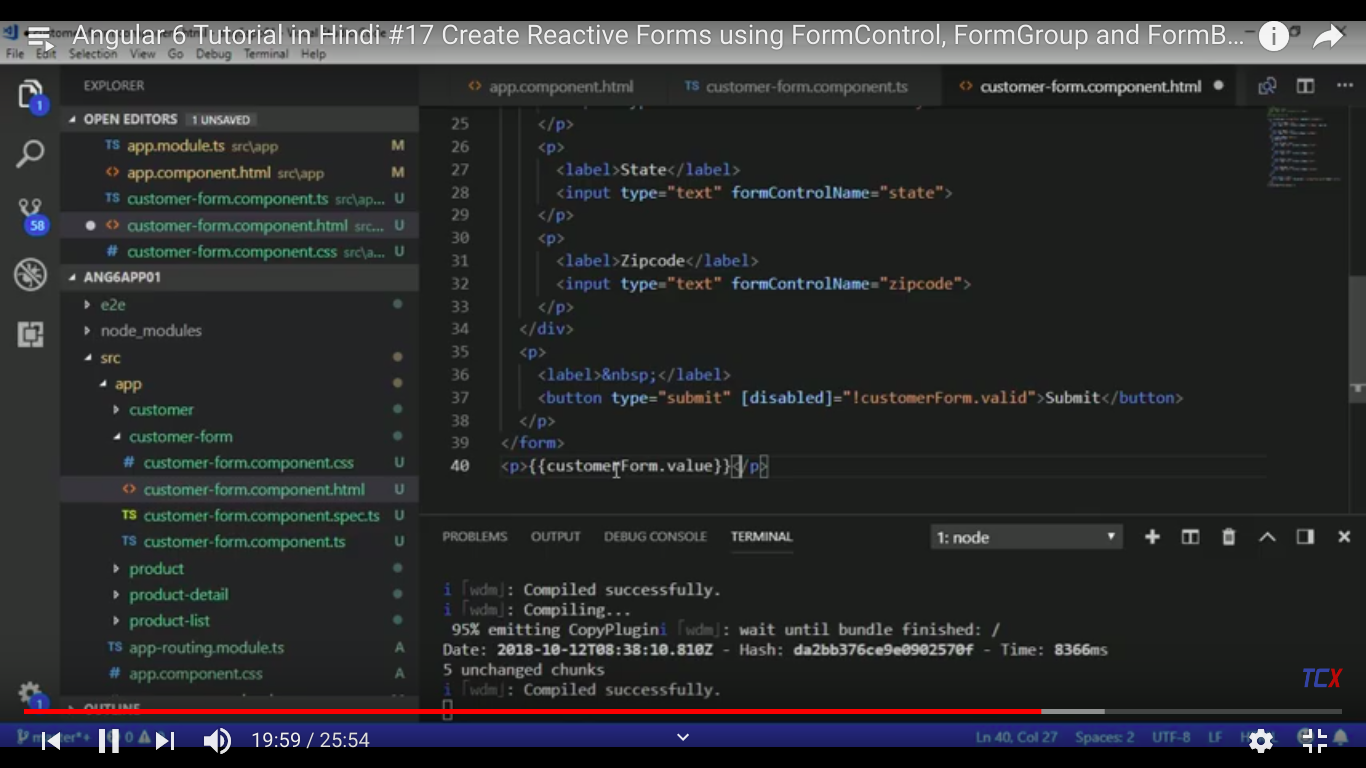 Angular 6 Tutorial in Hindi #17 Create Reactive Forms using FormControl, FormGroup and FormB...
File Edit Selection View Go Debug Terminal Help
EXPLORER
OPEN EDITORS 1 UNSAVED
TS app.module.ts src\app M
<> app.component.html src\app M
TS customer-form.component.ts src\ap... U
<> customer-form.component.html src... U
# customer-form.component.css src\a... U
ANG6APP01
e2e
node_modules
src
app
customer
customer-form
# customer-form.component.css U
<> customer-form.component.html U
TS customer-form.component.spec.ts U
TS customer-form.component.ts U
product
product-detail
product-list
TS app-routing.module.ts A
# app.component.css A
OUTLINE
1
58
1
<> app.component.html TS customer-form.component.ts <> customer-form.component.html
25 </p>
26 <p>
27 <label>State</label>
28 <input type="text" formControlName="state">
29 </p>
30 <p>
31 <label>Zipcode</label>
32 <input type="text" formControlName="zipcode">
33 </p>
34 </div>
35 <p>
36 <label>&nbsp;</label>
37 <button type="submit" [disabled]="!customerForm.valid">Submit</button>
38 </p>
39 </form>
40 <p>{{customerForm.value}}</p>
PROBLEMS OUTPUT DEBUG CONSOLE TERMINAL 1: node
i ｢wdm｣: Compiled successfully.
i ｢wdm｣: Compiling...
95% emitting CopyPlugini ｢wdm｣: wait until bundle finished: /
Date: 2018-10-12T08:38:10.810Z - Hash: da2bb376ce9e0902570f - Time: 8366ms
5 unchanged chunks
i ｢wdm｣: Compiled successfully.
TCX
19:59 / 25:54
Ln 40, Col 27 Spaces: 2 UTF-8 LF